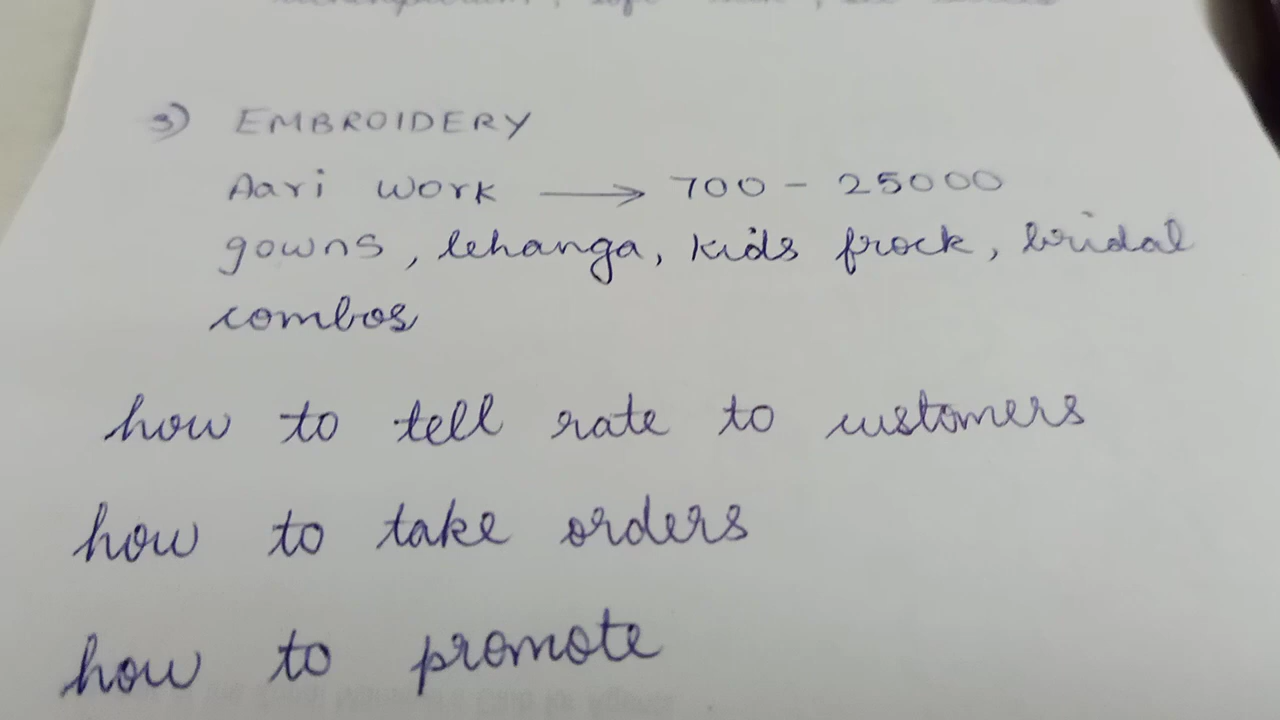 3) EMBROIDERY
Aari work → 700 - 25000
gowns, lehanga, kids frock, bridal
combos
how to tell rate to customers
how to take orders
how to promote